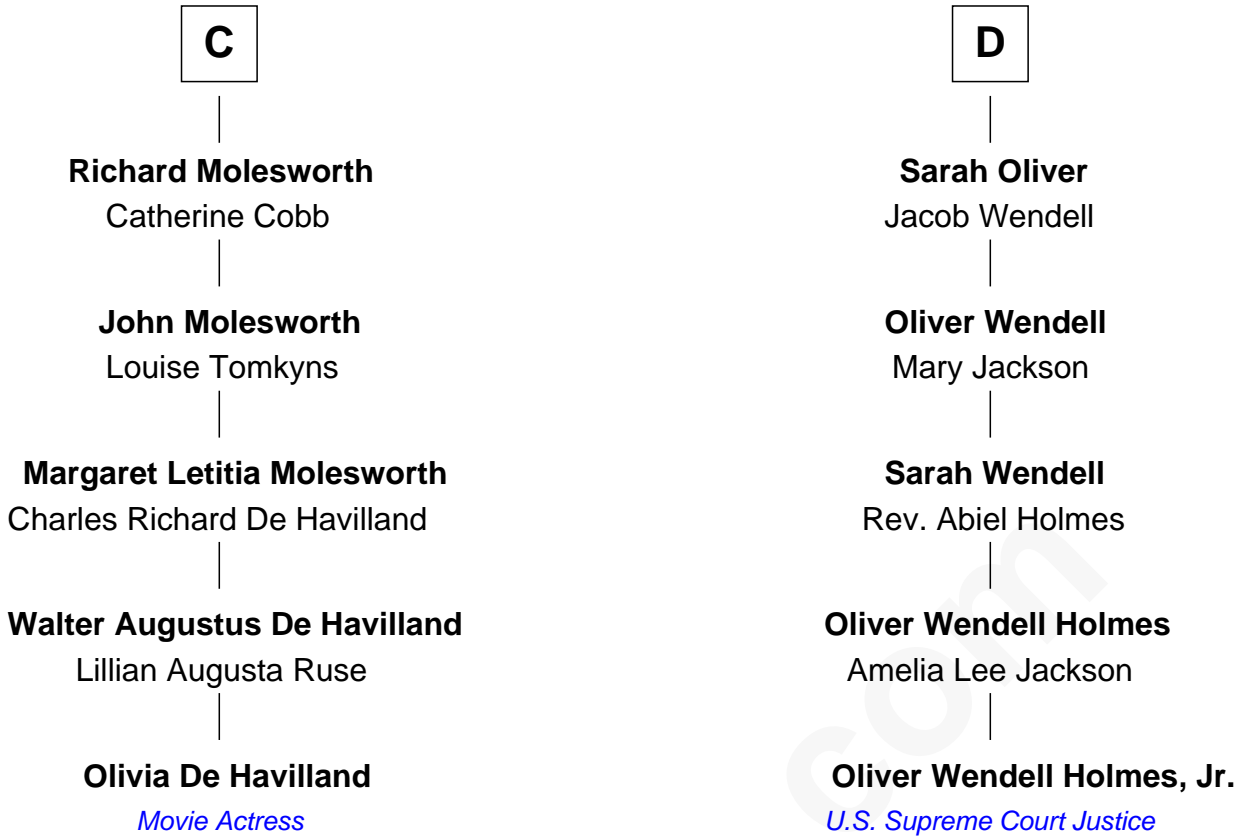 C
Richard Molesworth
Catherine Cobb
John Molesworth
Louise Tomkyns
Margaret Letitia Molesworth
Charles Richard De Havilland
Walter Augustus De Havilland
Lillian Augusta Ruse
Olivia De Havilland
Movie Actress
D
Sarah Oliver
Jacob Wendell
Oliver Wendell
Mary Jackson
Sarah Wendell
Rev. Abiel Holmes
Oliver Wendell Holmes
Amelia Lee Jackson
Oliver Wendell Holmes, Jr.
U.S. Supreme Court Justice
com